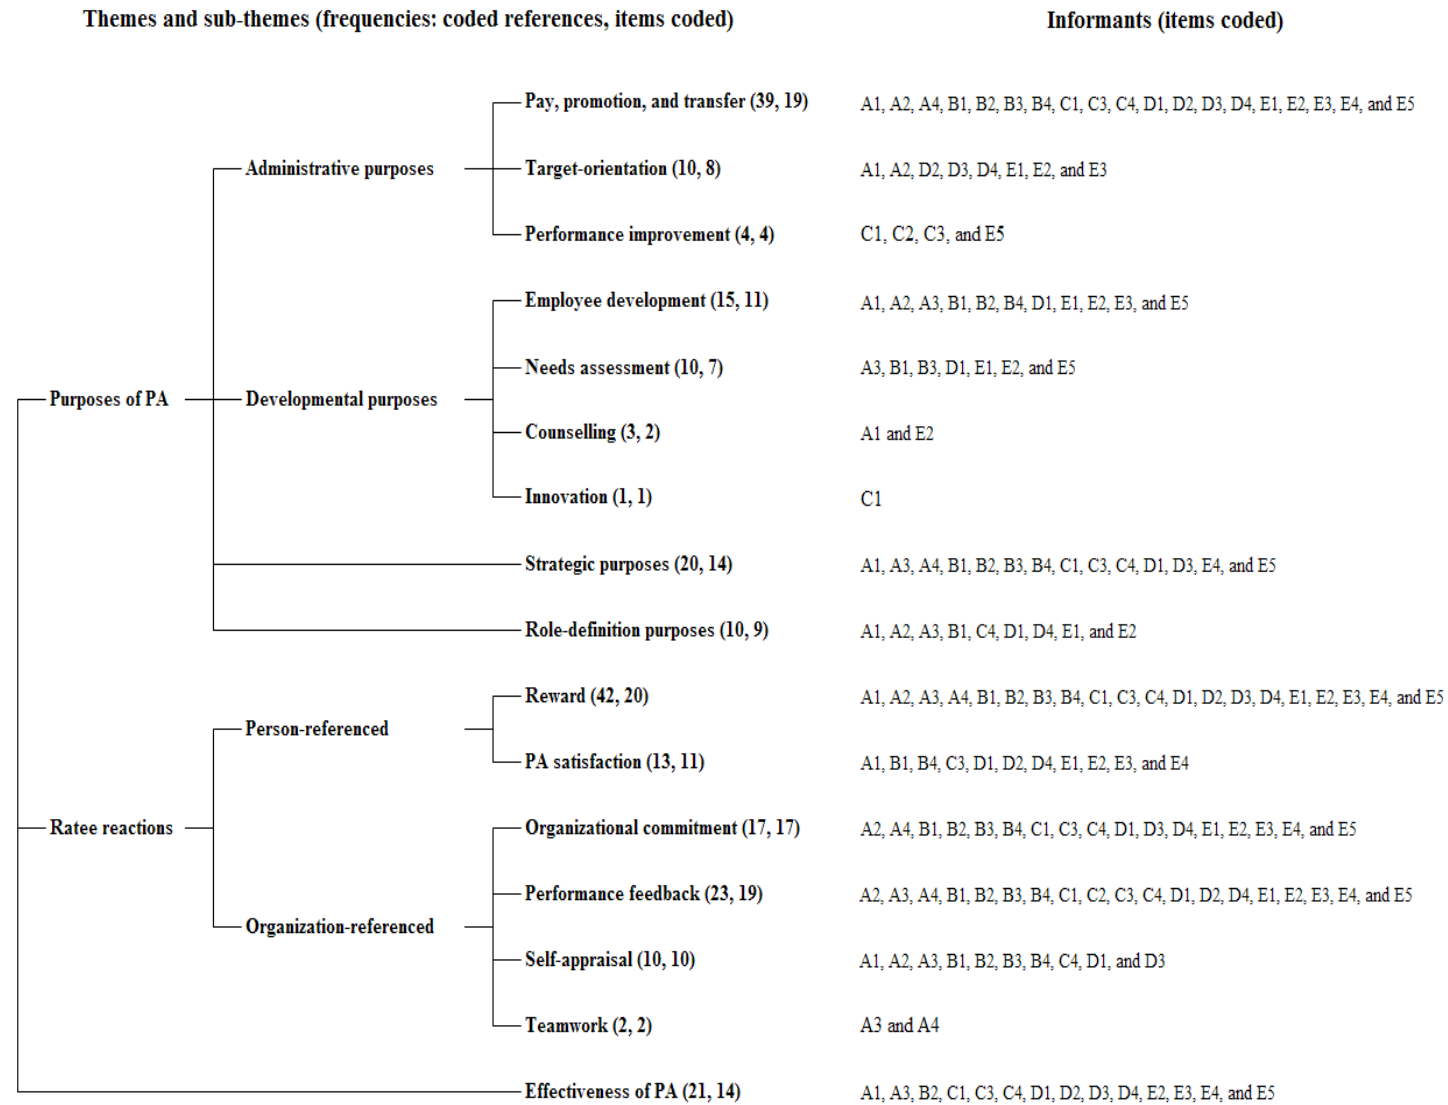 Themes and sub-themes (frequencies: coded references, items coded) Informants (items coded)
Pay, promotion, and transfer (39, 19) A1, A2, A4, B1, B2, B3, B4, C1, C3, C4, D1, D2, D3, D4, E1, E2, E3, E4, and E5
Administrative purposes Target-orientation (10, 8) A1, A2, D2, D3, D4, E1, E2, and E3
Performance improvement (4, 4) C1, C2, C3, and E5
Employee development (15, 11) A1, A2, A3, B1, B2, B4, D1, E1, E2, E3, and E5
Needs assessment (10, 7) A3, B1, B3, D1, E1, E2, and E5
Purposes of PA Developmental purposes
Counselling (3, 2) A1 and E2
Innovation (1, 1) C1
Strategic purposes (20, 14) A1, A3, A4, B1, B2, B3, B4, C1, C3, C4, D1, D3, E4, and E5
Role-definition purposes (10, 9) A1, A2, A3, B1, C4, D1, D4, E1, and E2
Reward (42, 20) A1, A2, A3, A4, B1, B2, B3, B4, C1, C3, C4, D1, D2, D3, D4, E1, E2, E3, E4, and E5
Person-referenced
PA satisfaction (13, 11) A1, B1, B4, C3, D1, D2, D4, E1, E2, E3, and E4
Ratee reactions Organizational commitment (17, 17) A2, A4, B1, B2, B3, B4, C1, C3, C4, D1, D3, D4, E1, E2, E3, E4, and E5
Performance feedback (23, 19) A2, A3, A4, B1, B2, B3, B4, C1, C2, C3, C4, D1, D2, D4, E1, E2, E3, E4, and E5
Organization-referenced
Self-appraisal (10, 10) A1, A2, A3, B1, B2, B3, B4, C4, D1, and D3
Teamwork (2, 2) A3 and A4
Effectiveness of PA (21, 14) A1, A3, B2, C1, C3, C4, D1, D2, D3, D4, E2, E3, E4, and E5